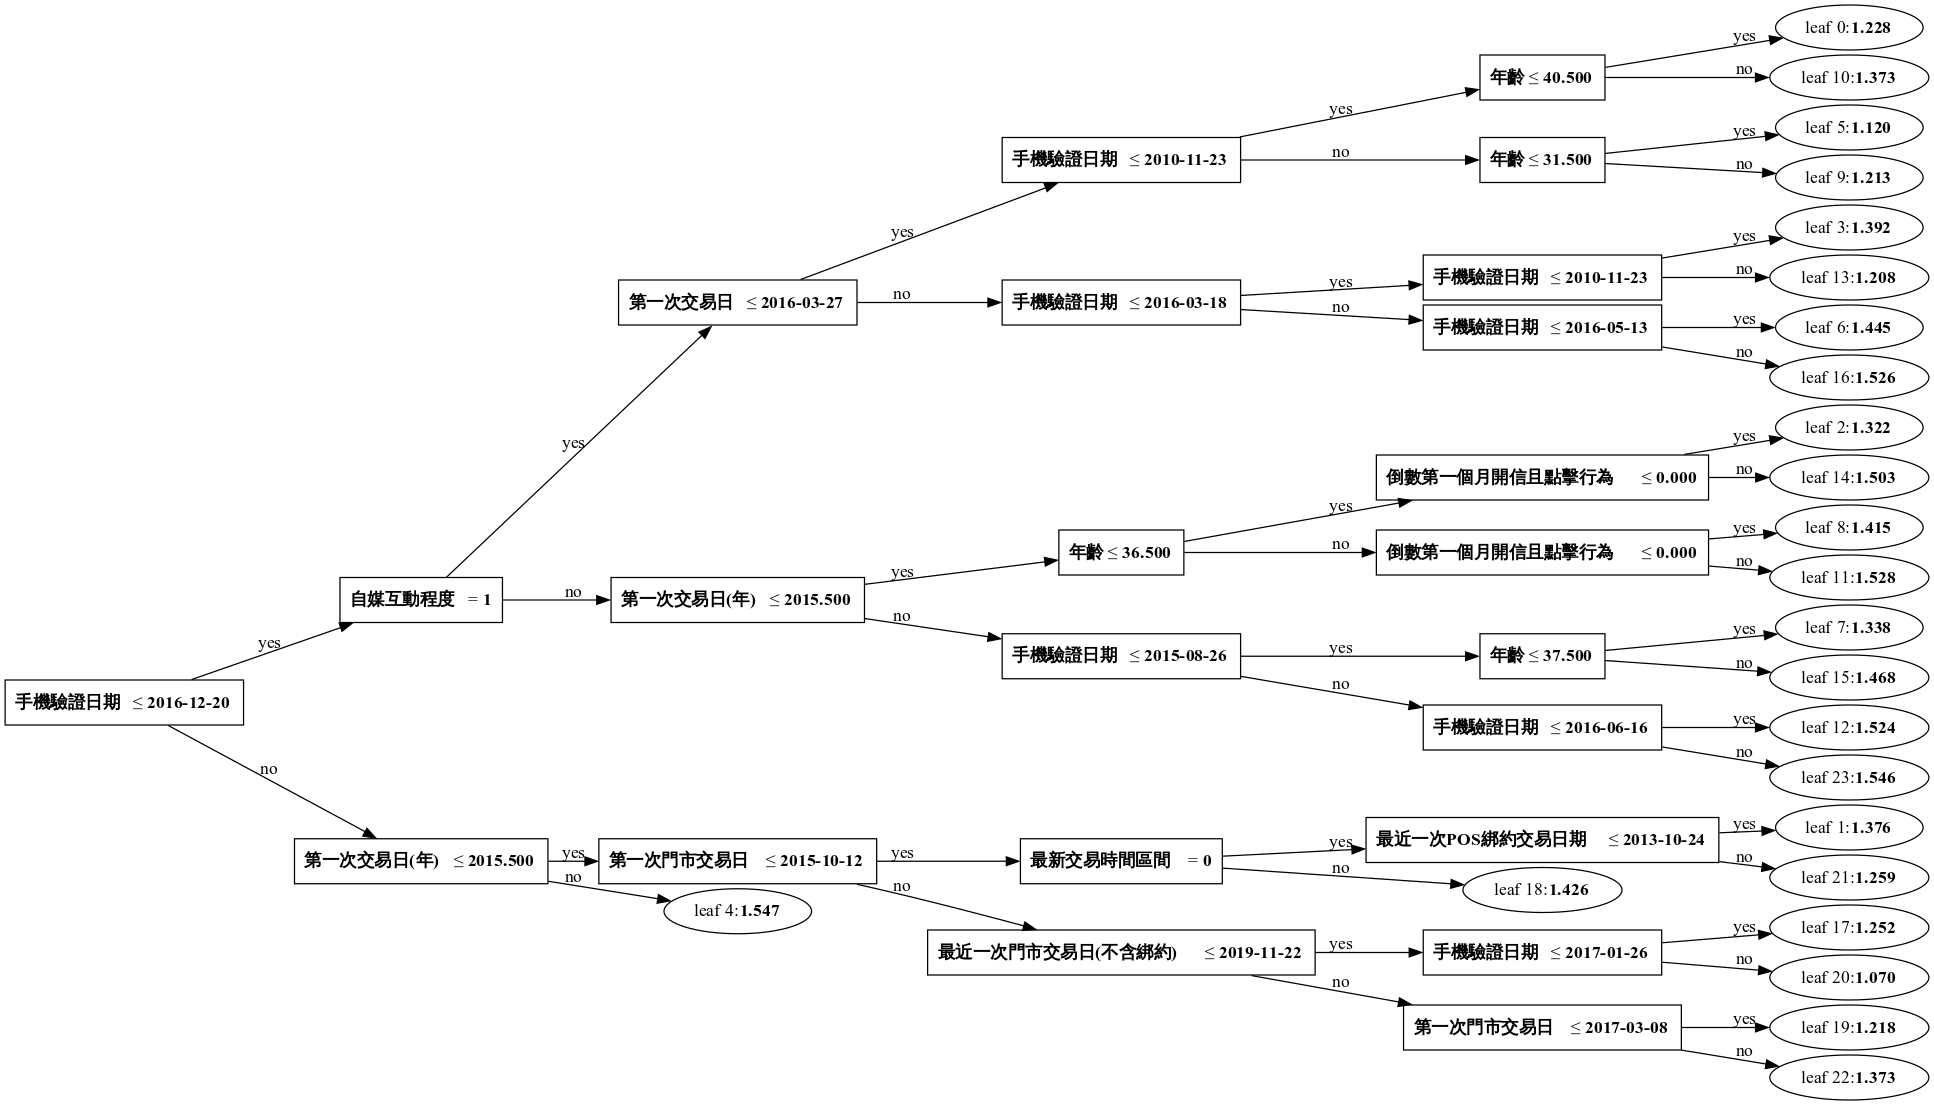 yes
leaf 0:1.228
年齡 ≤ 40.500
no
leaf 10:1.373
yes
手機驗證日期 ≤ 2010-11-23
yes
leaf 5:1.120
no
年齡 ≤ 31.500
no
leaf 9:1.213
yes
yes
leaf 3:1.392
手機驗證日期 ≤ 2010-11-23
no
leaf 13:1.208
第一次交易日 ≤ 2016-03-27
no
手機驗證日期 ≤ 2016-03-18
yes
no
手機驗證日期 ≤ 2016-05-13
yes
leaf 6:1.445
no
leaf 16:1.526
yes
yes
leaf 2:1.322
倒數第一個月開信且點擊行為 ≤ 0.000
no
leaf 14:1.503
yes
年齡 ≤ 36.500
no
倒數第一個月開信且點擊行為 ≤ 0.000
yes
leaf 8:1.415
no
leaf 11:1.528
yes
自媒互動程度 = 1
no
第一次交易日(年) ≤ 2015.500
no
yes
leaf 7:1.338
手機驗證日期 ≤ 2015-08-26
yes
年齡 ≤ 37.500
no
leaf 15:1.468
yes
no
手機驗證日期 ≤ 2016-12-20
手機驗證日期 ≤ 2016-06-16
yes
leaf 12:1.524
no
leaf 23:1.546
no
最近一次POS綁約交易日期 ≤ 2013-10-24
yes
leaf 1:1.376
no
leaf 21:1.259
第一次交易日(年) ≤ 2015.500
yes
第一次門市交易日 ≤ 2015-10-12
yes
最新交易時間區間 = 0
yes
no
leaf 18:1.426
no
leaf 4:1.547
no
最近一次門市交易日(不含綁約) ≤ 2019-11-22
yes
手機驗證日期 ≤ 2017-01-26
yes
leaf 17:1.252
no
leaf 20:1.070
no
第一次門市交易日 ≤ 2017-03-08
yes
leaf 19:1.218
no
leaf 22:1.373